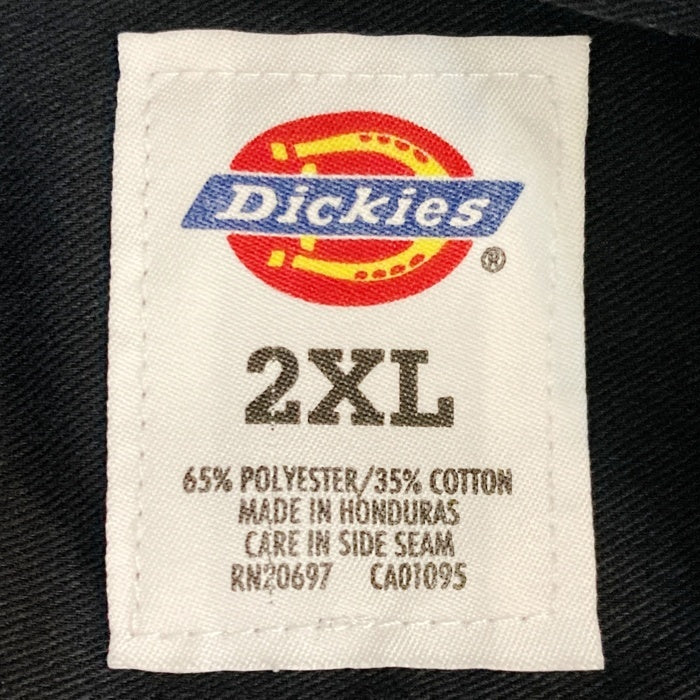 Dickies
®
2XL
65% POLYESTER/35% COTTON
MADE IN HONDURAS
CARE IN SIDE SEAM
RN20697 CA01095